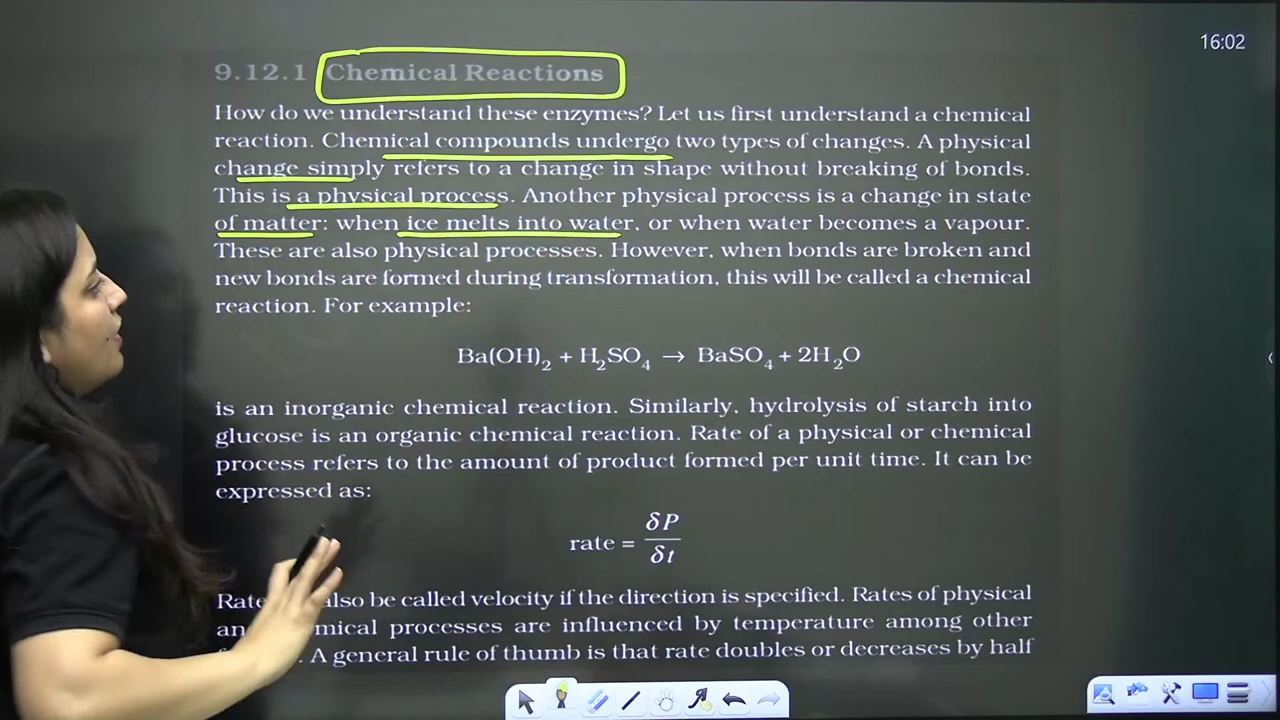 16:02
9.12.1 Chemical Reactions
How do we understand these enzymes? Let us first understand a chemical
reaction. Chemical compounds undergo two types of changes. A physical
change simply refers to a change in shape without breaking of bonds.
This is a physical process. Another physical process is a change in state
of matter: when ice melts into water, or when water becomes a vapour.
These are also physical processes. However, when bonds are broken and
new bonds are formed during transformation, this will be called a chemical
reaction. For example:
Ba(OH)₂ + H₂SO₄ → BaSO₄ + 2H₂O
is an inorganic chemical reaction. Similarly, hydrolysis of starch into
glucose is an organic chemical reaction. Rate of a physical or chemical
process refers to the amount of product formed per unit time. It can be
expressed as:
rate = δP / δt
Rate also be called velocity if the direction is specified. Rates of physical
an mical processes are influenced by temperature among other
A general rule of thumb is that rate doubles or decreases by half